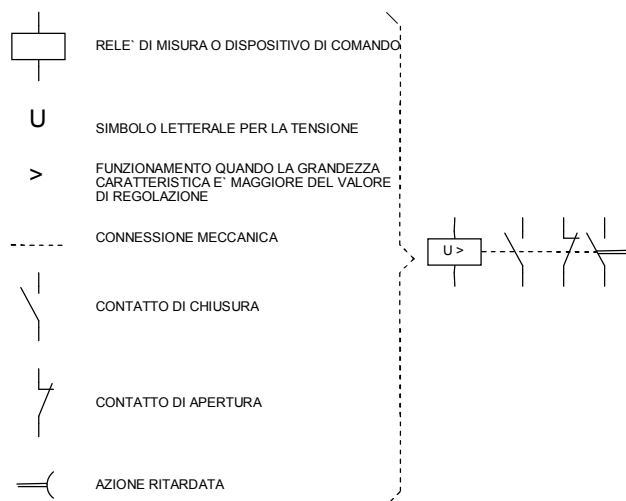 RELE` DI MISURA O DISPOSITIVO DI COMANDO
U
SIMBOLO LETTERALE PER LA TENSIONE
>
FUNZIONAMENTO QUANDO LA GRANDEZZA
CARATTERISTICA E` MAGGIORE DEL VALORE
DI REGOLAZIONE
CONNESSIONE MECCANICA
U >
CONTATTO DI CHIUSURA
CONTATTO DI APERTURA
AZIONE RITARDATA